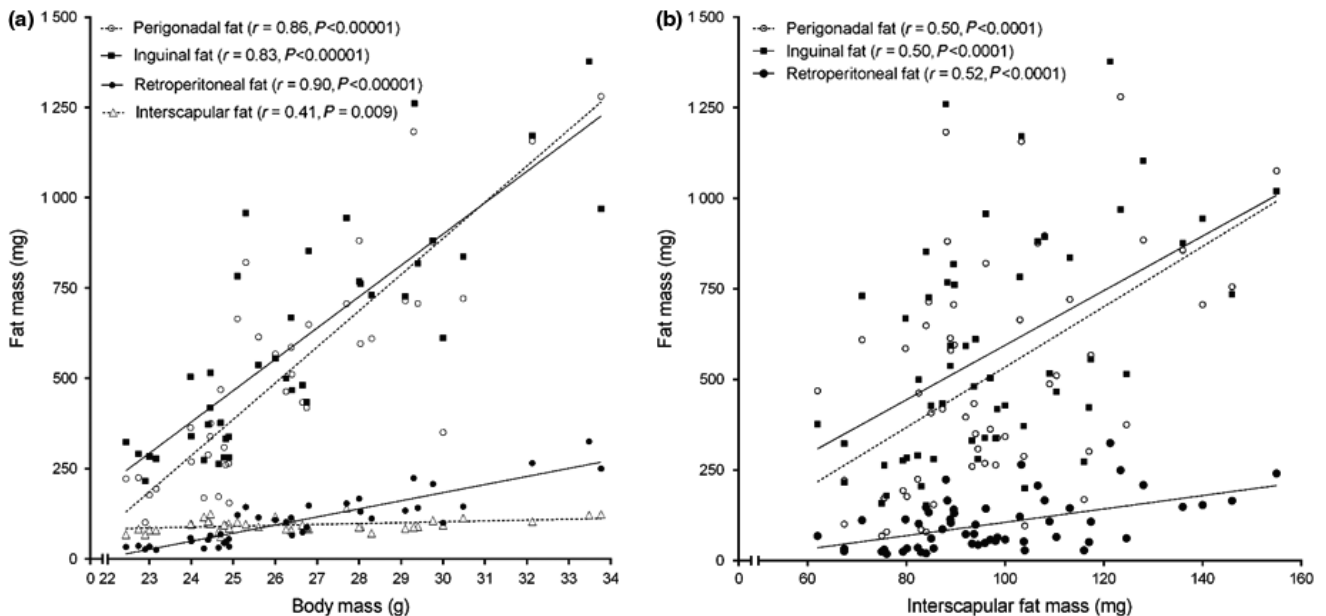 (a)
Perigonadal fat (r = 0.86, P<0.00001)
Inguinal fat (r = 0.83, P<0.00001)
Retroperitoneal fat (r = 0.90, P<0.00001)
Interscapular fat (r = 0.41, P = 0.009)
Fat mass (mg)
1 500
1 250
1 000
750
500
250
0
0 22 23 24 25 26 27 28 29 30 31 32 33 34
Body mass (g)
(b)
Perigonadal fat (r = 0.50, P<0.0001)
Inguinal fat (r = 0.50, P<0.0001)
Retroperitoneal fat (r = 0.52, P<0.0001)
Fat mass (mg)
1 500
1 250
1 000
750
500
250
0
0 60 80 100 120 140 160
Interscapular fat mass (mg)